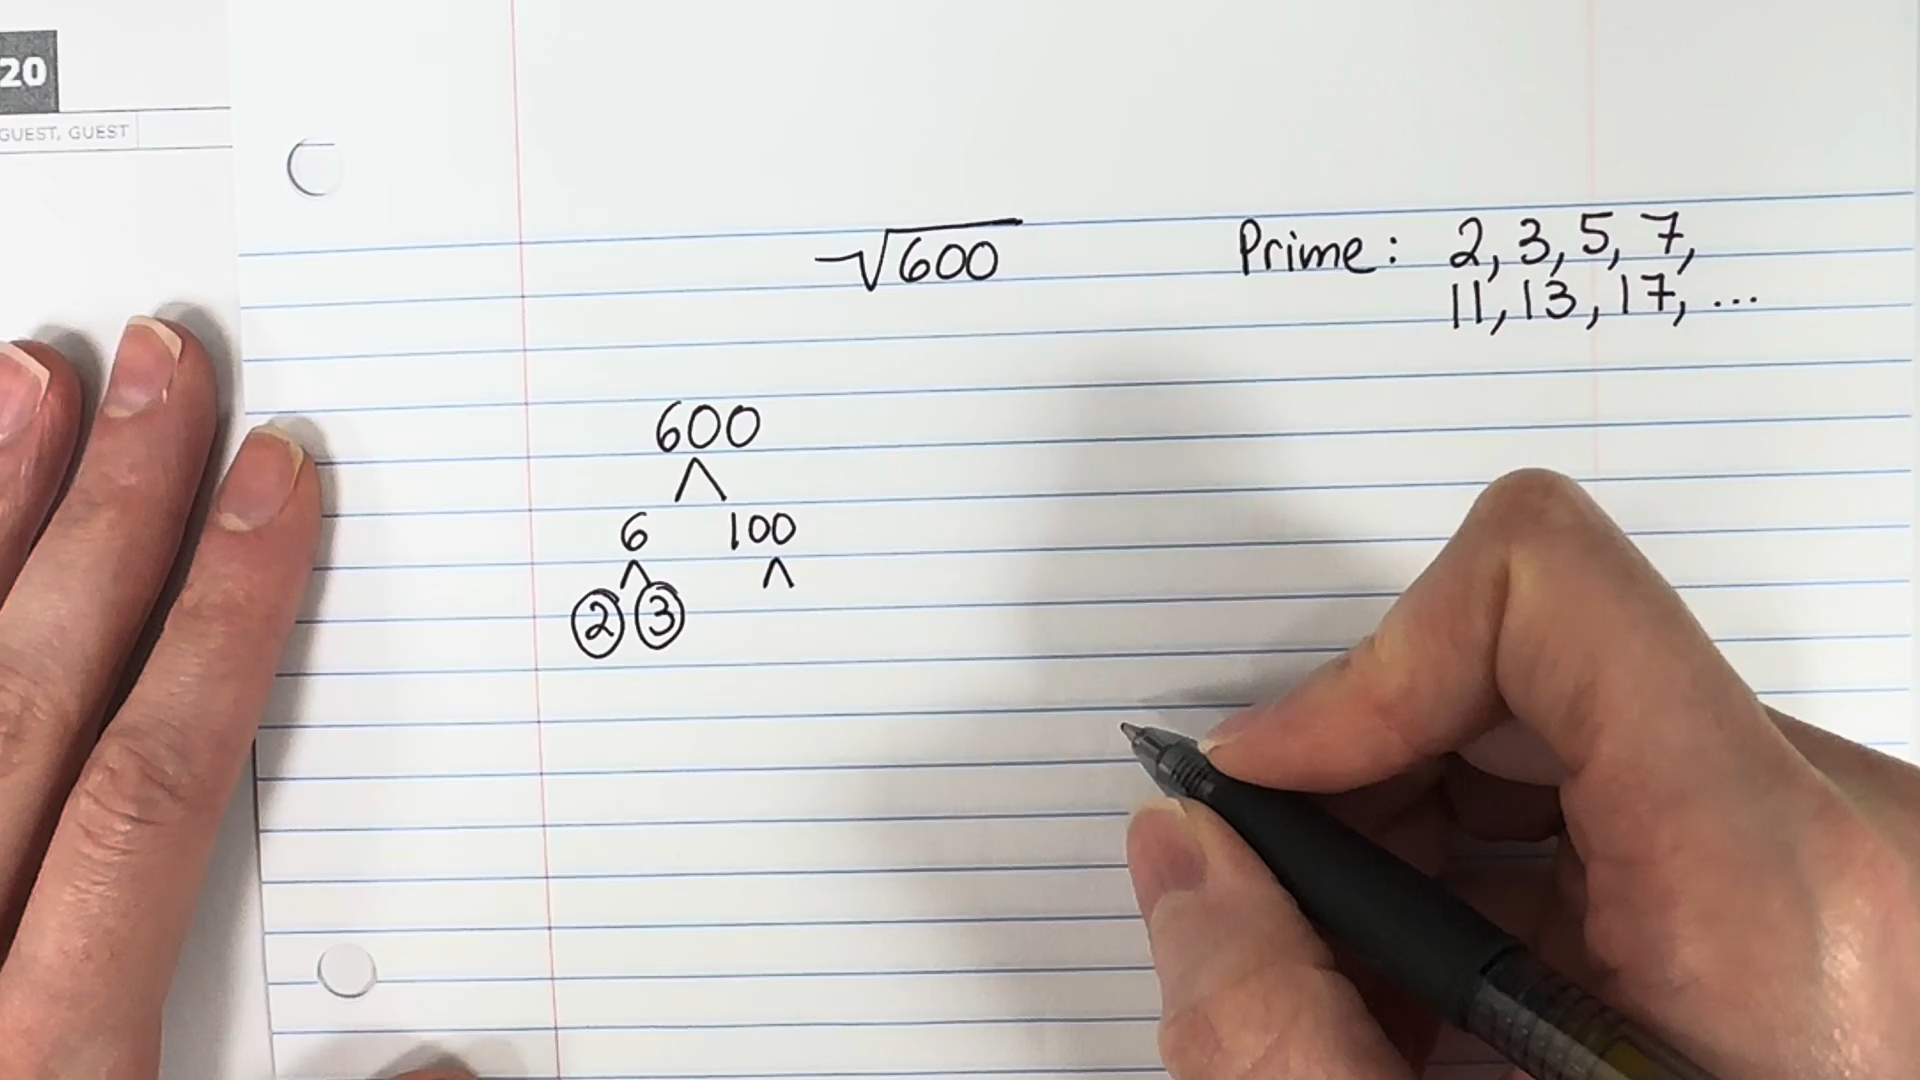 20
GUEST, GUEST
√600
Prime: 2, 3, 5, 7,
11, 13, 17, ...
600
6 100
2 3